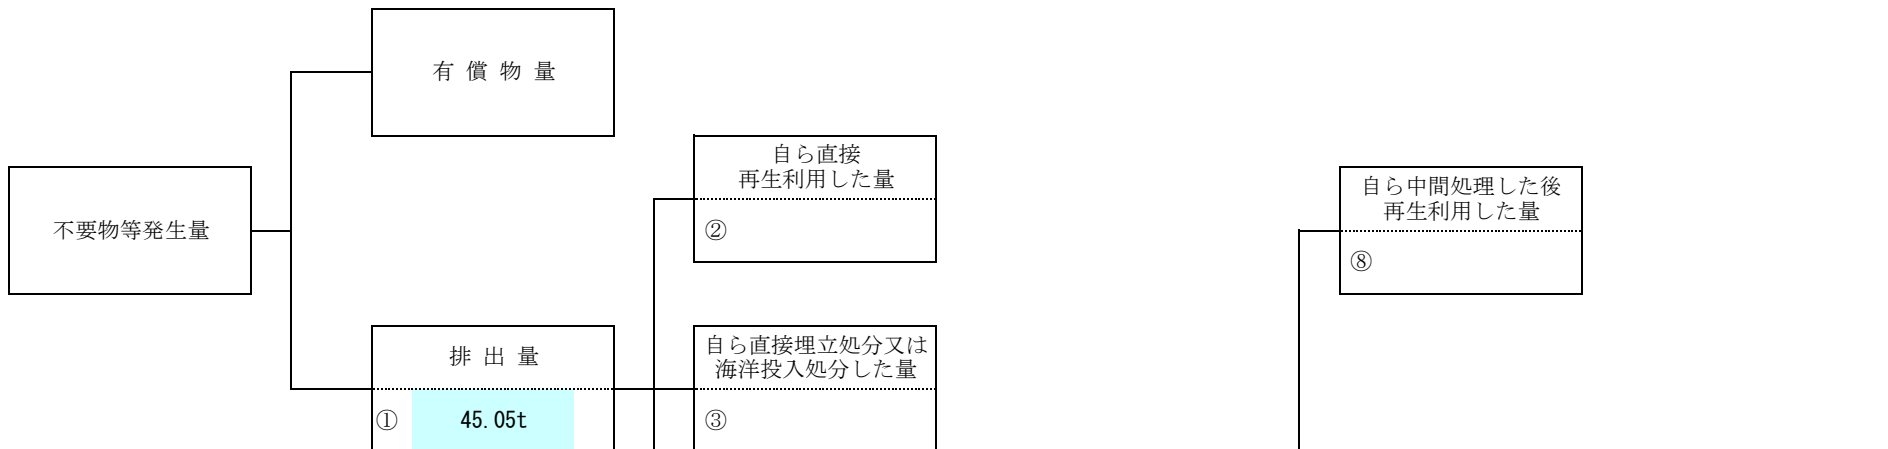 有 償 物 量
自ら直接
再生利用した量
②
不要物等発生量
自ら中間処理した後
再生利用した量
⑧
排 出 量
① 45.05t
自ら直接埋立処分又は
海洋投入処分した量
③